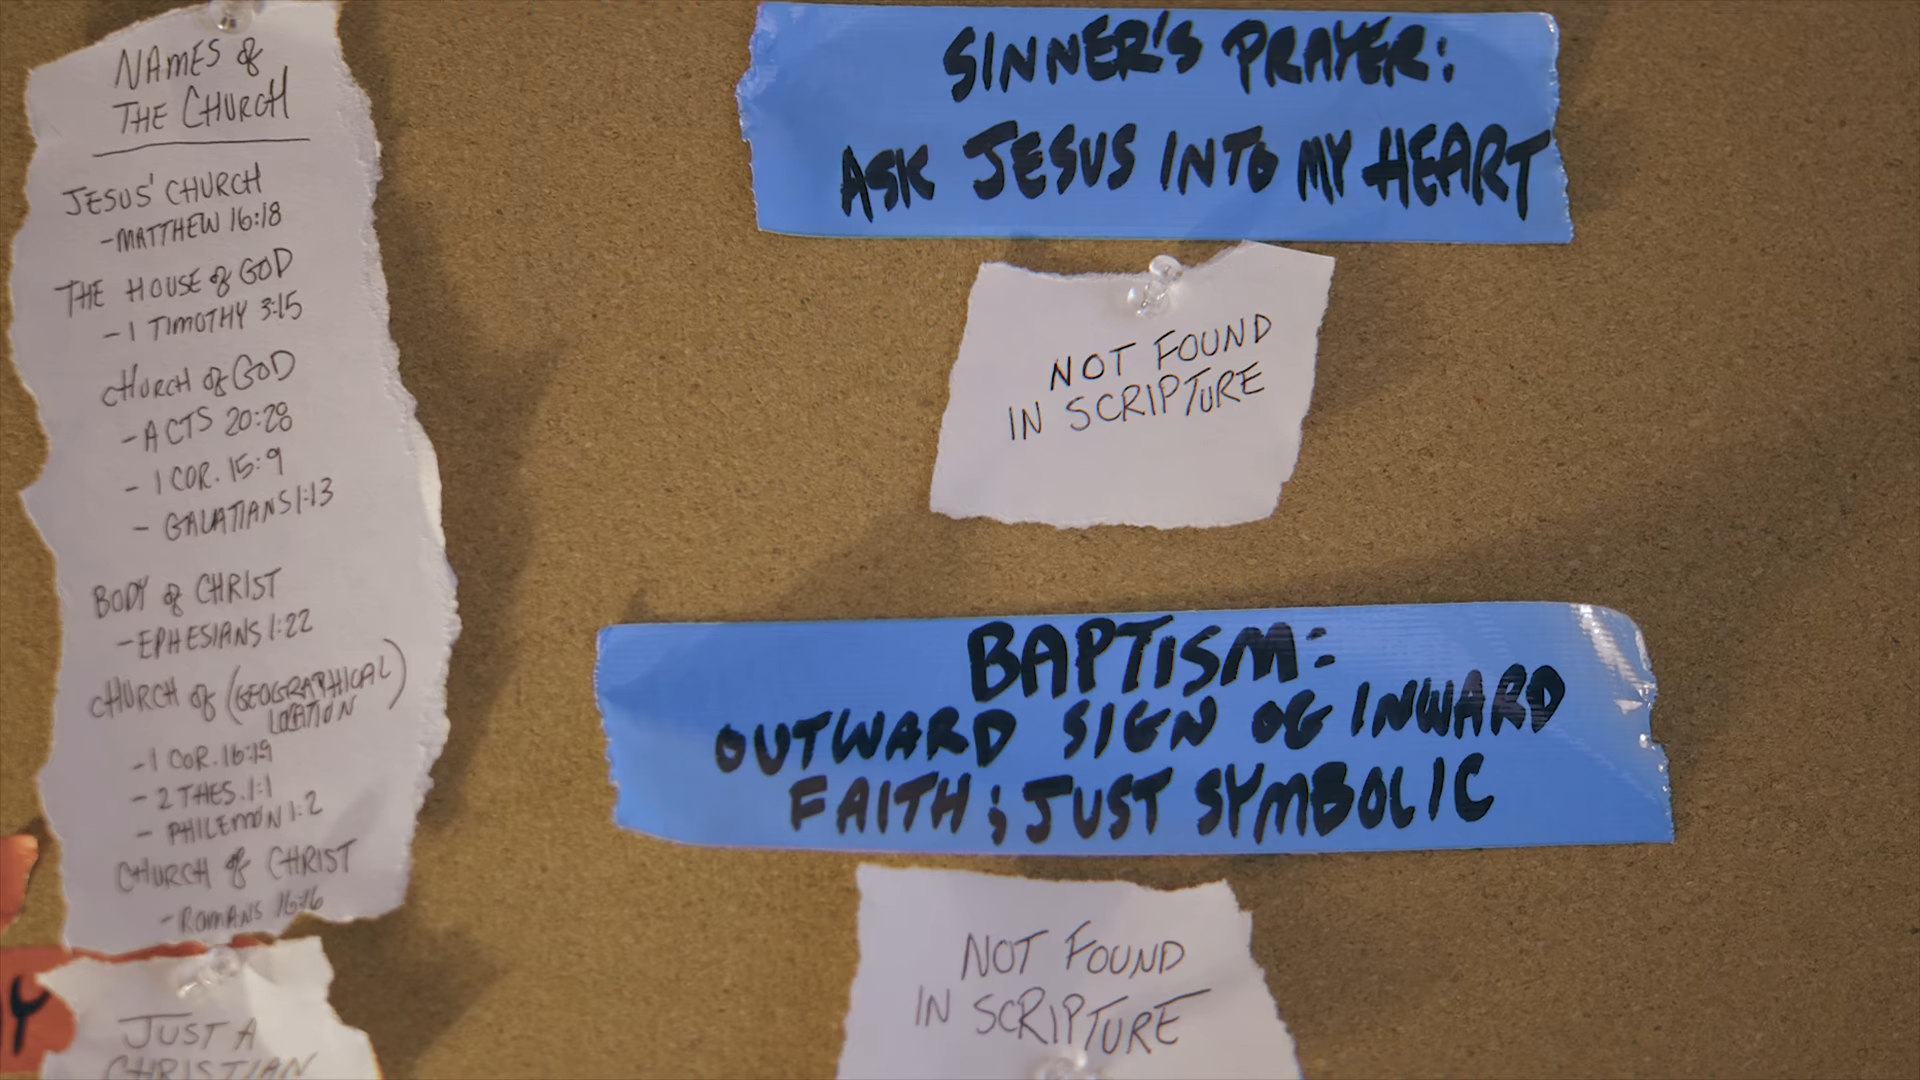 NAMES of
THE CHURCH
JESUS' CHURCH
- MATTHEW 16:18
THE HOUSE of GOD
- 1 TIMOTHY 3:15
CHURCH of GOD
- ACTS 20:28
- 1 COR. 15:9
- GALATIANS 1:13
BODY of CHRIST
- EPHESIANS 1:22
CHURCH of (GEOGRAPHICAL
LOCATION)
- 1 COR. 16:19
- 2 THES. 1:1
- PHILEMON 1:2
CHURCH of CHRIST
- ROMANS 16:16
JUST A
CHRISTIAN
SINNER'S PRAYER:
ASK JESUS INTO MY HEART
NOT FOUND
IN SCRIPTURE
BAPTISM:
OUTWARD SIGN OF INWARD
FAITH; JUST SYMBOLIC
NOT FOUND
IN SCRIPTURE